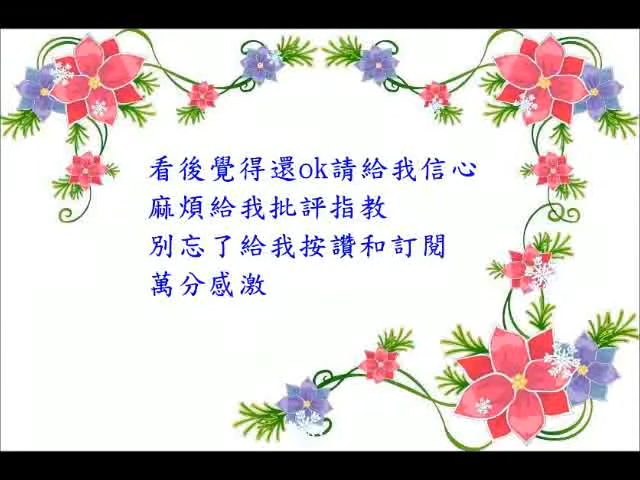 看後覺得還ok請給我信心
麻煩給我批評指教
別忘了給我按讚和訂閱
萬分感激